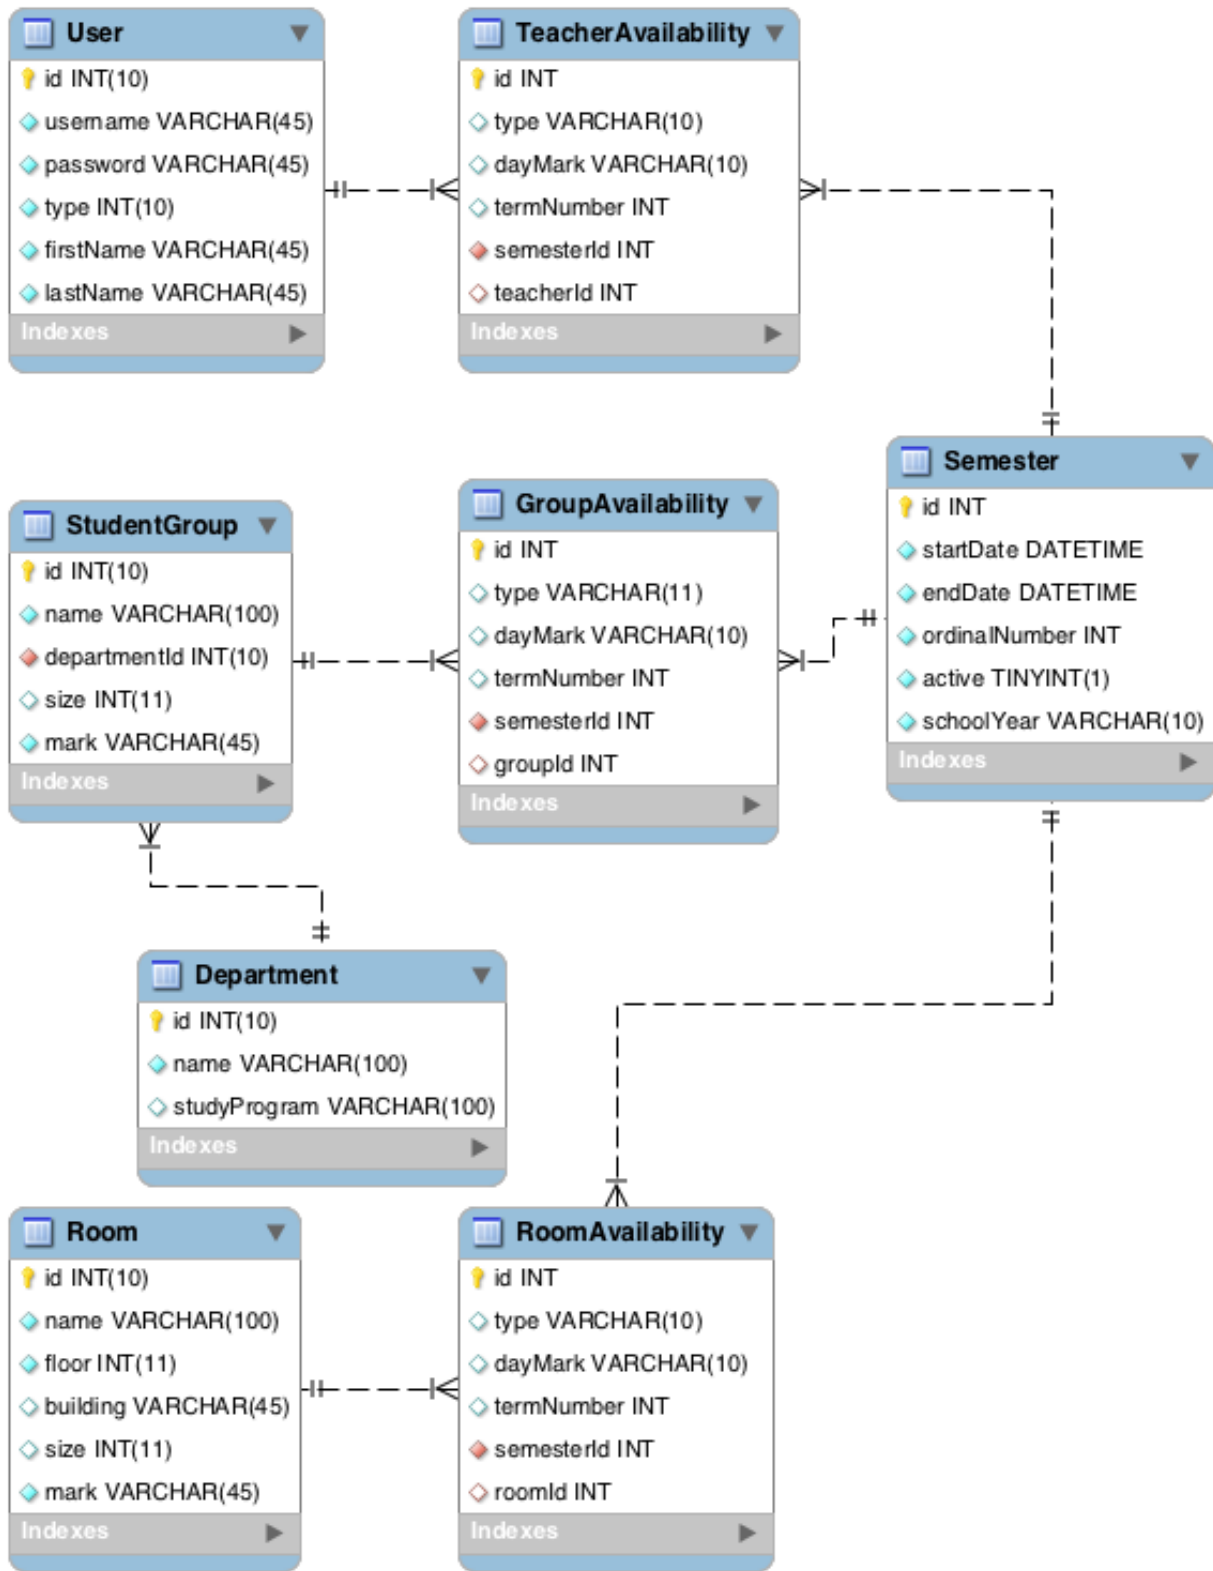 User
id INT(10)
username VARCHAR(45)
password VARCHAR(45)
type INT(10)
firstName VARCHAR(45)
lastName VARCHAR(45)
Indexes
TeacherAvailability
id INT
type VARCHAR(10)
dayMark VARCHAR(10)
termNumber INT
semesterId INT
teacherId INT
Indexes
Semester
id INT
startDate DATETIME
endDate DATETIME
ordinalNumber INT
active TINYINT(1)
schoolYear VARCHAR(10)
Indexes
StudentGroup
id INT(10)
name VARCHAR(100)
departmentId INT(10)
size INT(11)
mark VARCHAR(45)
Indexes
GroupAvailability
id INT
type VARCHAR(11)
dayMark VARCHAR(10)
termNumber INT
semesterId INT
groupId INT
Indexes
Department
id INT(10)
name VARCHAR(100)
studyProgram VARCHAR(100)
Indexes
Room
id INT(10)
name VARCHAR(100)
floor INT(11)
building VARCHAR(45)
size INT(11)
mark VARCHAR(45)
Indexes
RoomAvailability
id INT
type VARCHAR(10)
dayMark VARCHAR(10)
termNumber INT
semesterId INT
roomId INT
Indexes